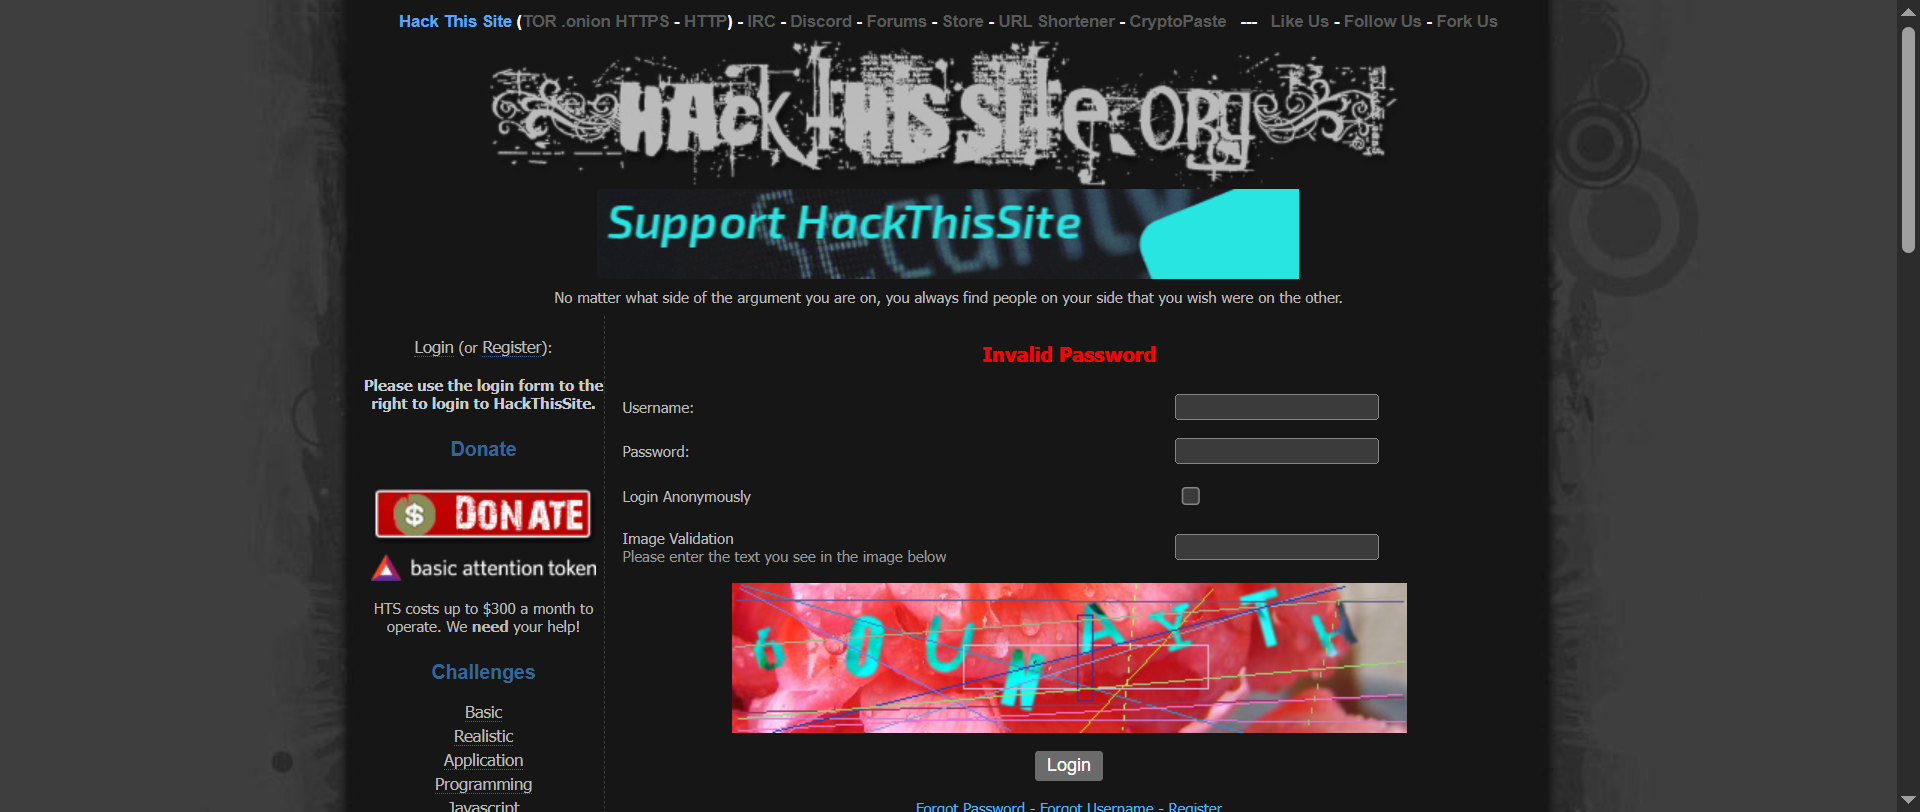 Hack This Site (TOR .onion HTTPS - HTTP) - IRC - Discord - Forums - Store - URL Shortener - CryptoPaste --- Like Us - Follow Us - Fork Us
HAckTHisSite.ORg
Security
Support HackThisSite
No matter what side of the argument you are on, you always find people on your side that you wish were on the other.
Login (or Register):
Please use the login form to the
right to login to HackThisSite.
Donate
$ DONATE
basic attention token
HTS costs up to $300 a month to
operate. We need your help!
Challenges
Basic
Realistic
Application
Programming
Javascript
Invalid Password
Username:
Password:
Login Anonymously
Image Validation
Please enter the text you see in the image below
Login
Forgot Password - Forgot Username - Register